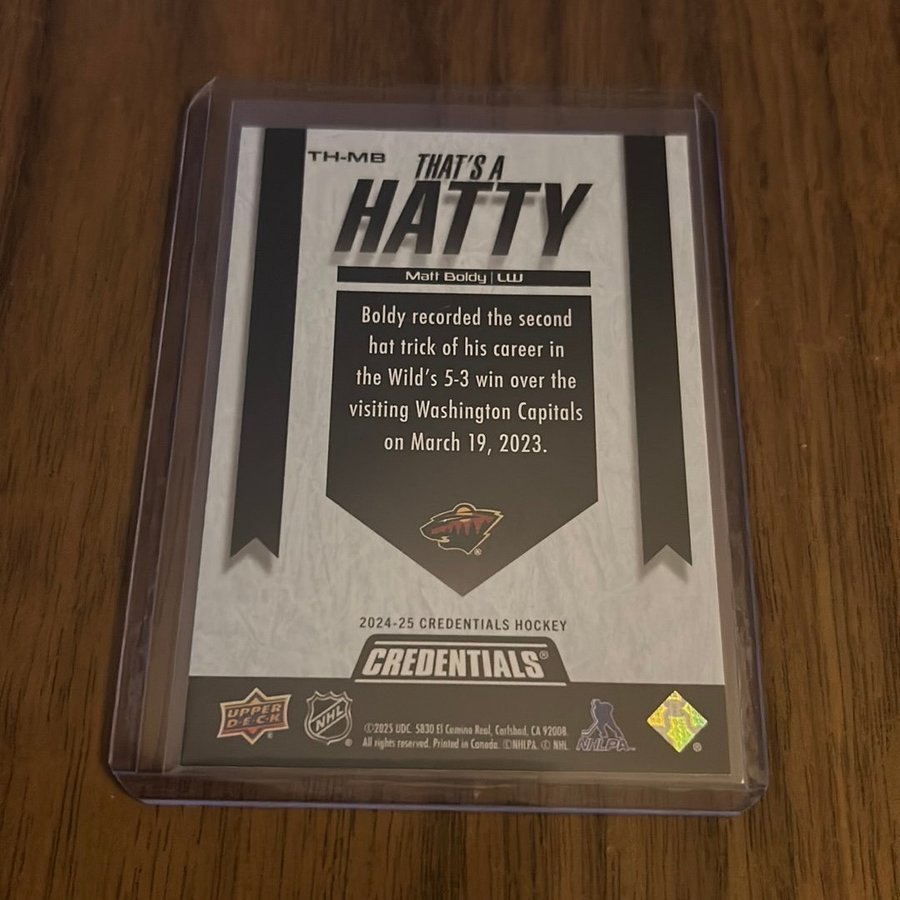 TH-MB
THAT'S A
HATTY
Matt Boldy | LW
Boldy recorded the second
hat trick of his career in
the Wild's 5-3 win over the
visiting Washington Capitals
on March 19, 2023.
®
2024-25 CREDENTIALS HOCKEY
CREDENTIALS®
UPPER
D·E·C·K
®
NHL
®
©2025 UDC. 5830 El Camino Real, Carlsbad, CA 92008.
All rights reserved. Printed in Canada. ©NHLPA. © NHL.
NHLPA
®